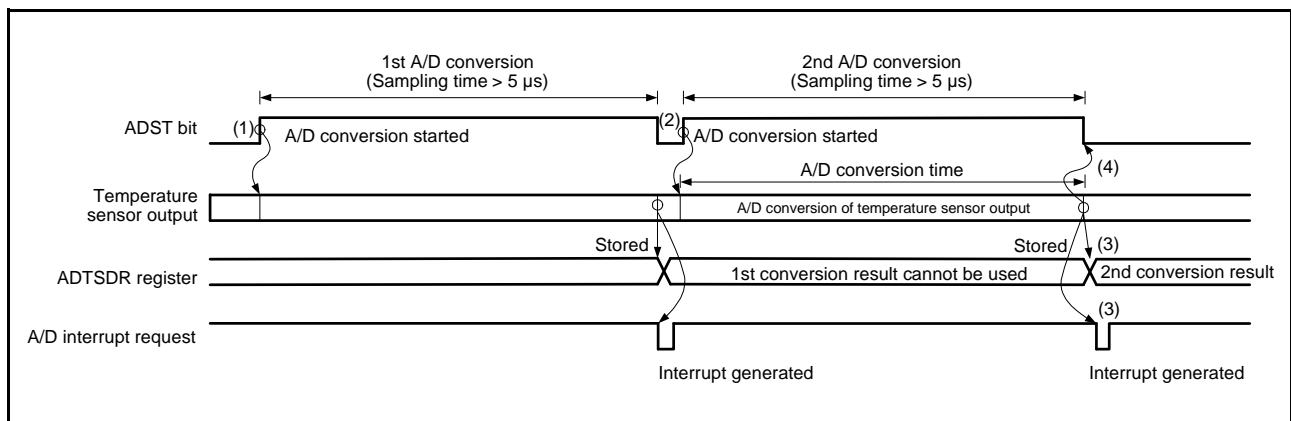 1st A/D conversion
(Sampling time > 5 µs)
2nd A/D conversion
(Sampling time > 5 µs)
ADST bit
(1)
A/D conversion started
(2)
A/D conversion started
A/D conversion time
(4)
Temperature
sensor output
A/D conversion of temperature sensor output
Stored
Stored
(3)
ADTSDR register
1st conversion result cannot be used
2nd conversion result
(3)
A/D interrupt request
Interrupt generated
Interrupt generated